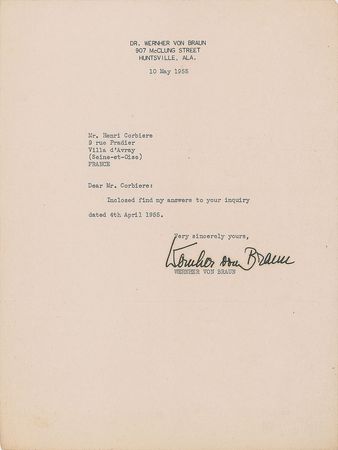 DR. WERNHER VON BRAUN
907 McCLUNG STREET
HUNTSVILLE, ALA.
10 May 1955
Mr. Henri Corbiere
9 rue Pradier
Ville d'Avray
(Seine-et-Oise)
FRANCE
Dear Mr. Corbiere:
Inclosed find my answers to your inquiry
dated 4th April 1955.
Very sincerely yours,
Wernher von Braun
WERNHER VON BRAUN